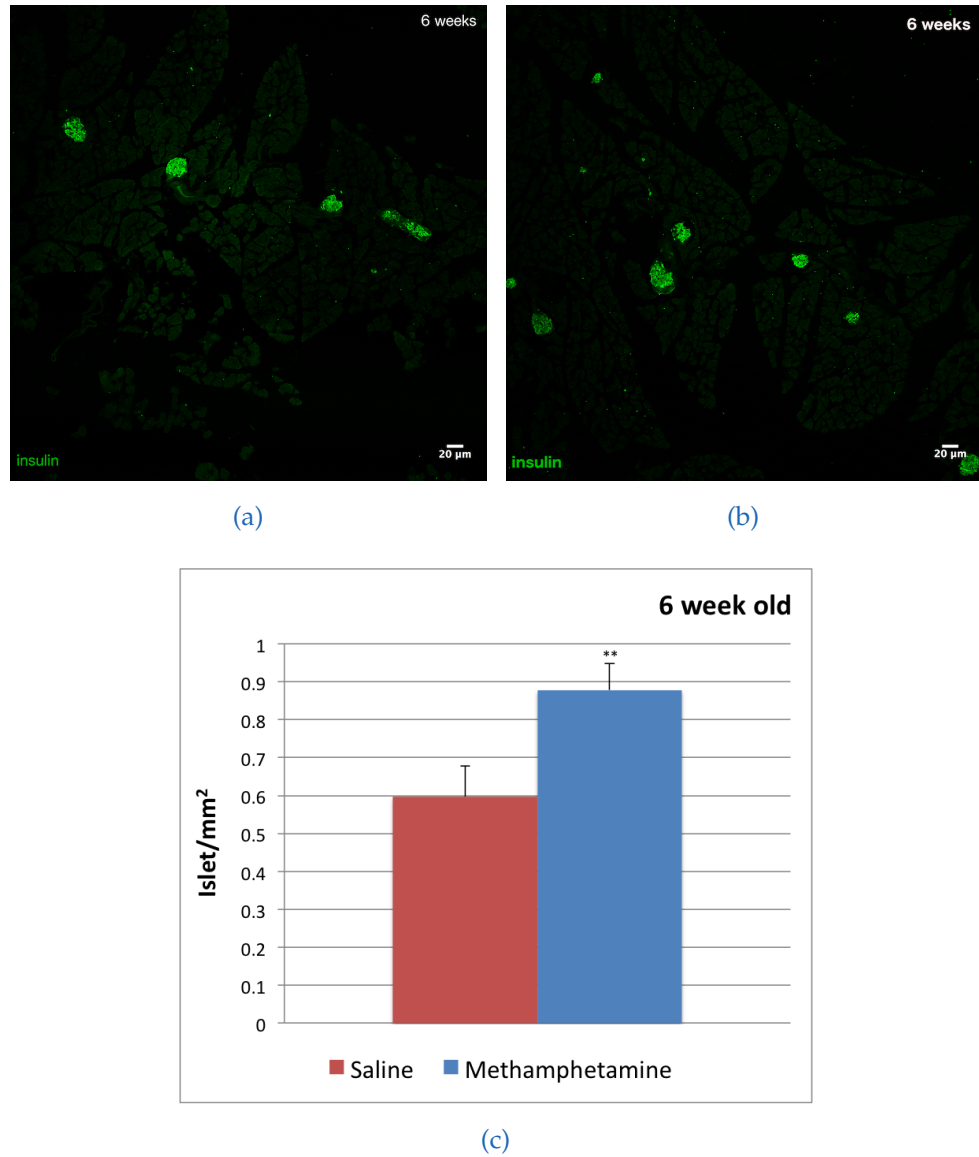 6 weeks
insulin
20 µm
(a)
6 weeks
insulin
20 µm
(b)
6 week old
Islet/mm²
1
**
0.9
0.8
0.7
0.6
0.5
0.4
0.3
0.2
0.1
0
Saline Methamphetamine
(c)